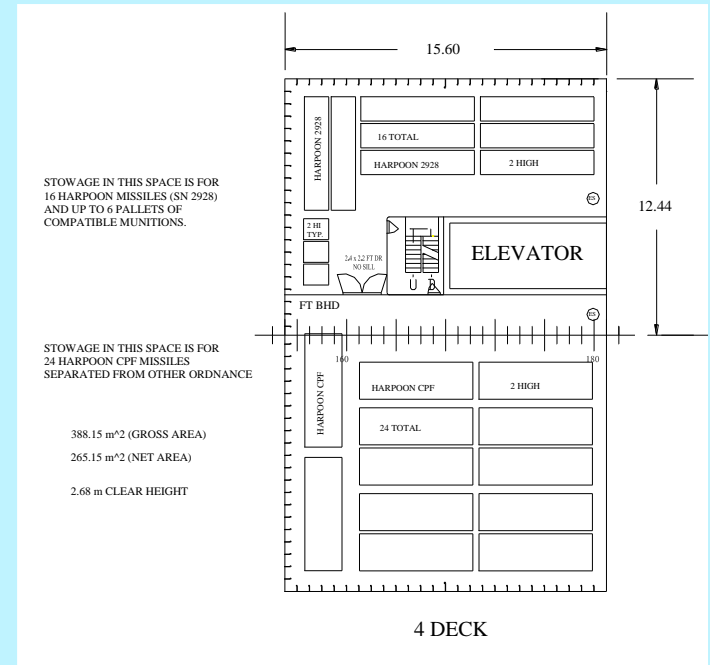 15.60
HARPOON 2928
16 TOTAL
HARPOON 2928
2 HIGH
STOWAGE IN THIS SPACE IS FOR
16 HARPOON MISSILES (SN 2928)
AND UP TO 6 PALLETS OF
COMPATIBLE MUNITIONS.
ES
12.44
2 HI
TYP.
ELEVATOR
2.4 x 2.2 FT DR
NO SILL
U
FT BHD
ES
STOWAGE IN THIS SPACE IS FOR
24 HARPOON CPF MISSILES
SEPARATED FROM OTHER ORDNANCE
160
180
HARPOON CPF
HARPOON CPF
2 HIGH
24 TOTAL
388.15 m^2 (GROSS AREA)
265.15 m^2 (NET AREA)
2.68 m CLEAR HEIGHT
4 DECK